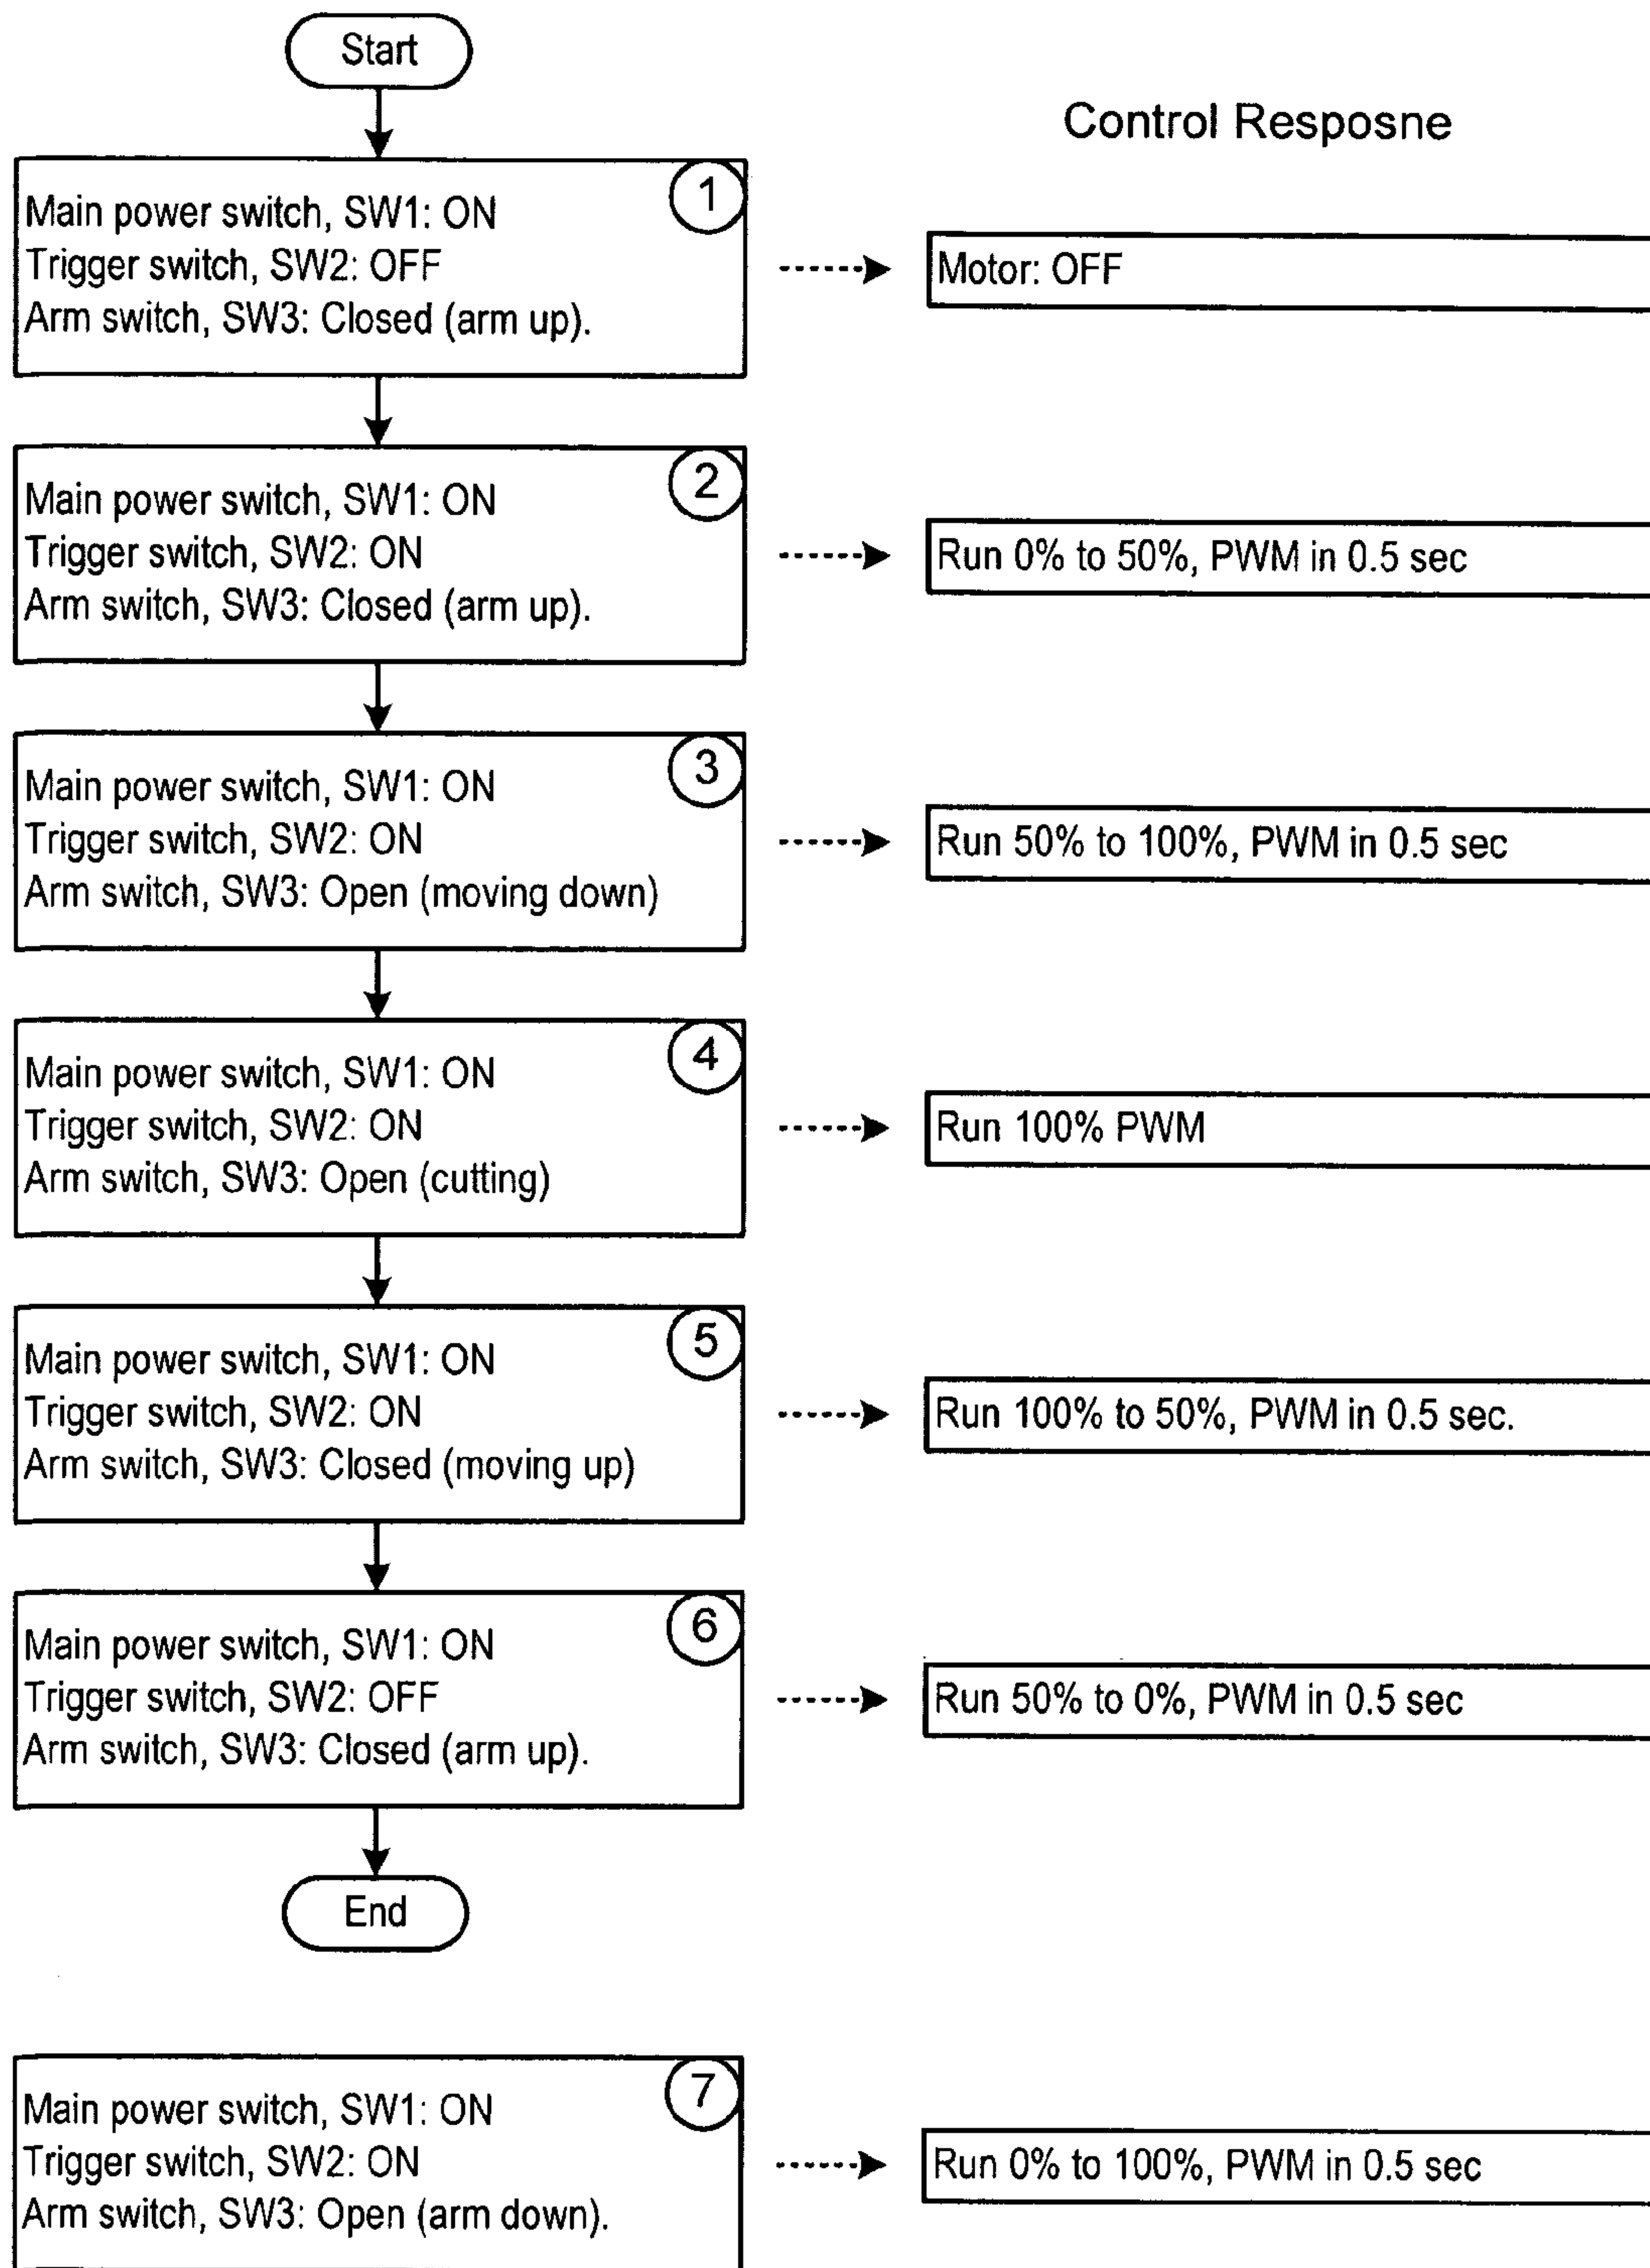 Start
Control Resposne
1
Main power switch, SW1: ON
Trigger switch, SW2: OFF
Arm switch, SW3: Closed (arm up).
Motor: OFF
2
Main power switch, SW1: ON
Trigger switch, SW2: ON
Arm switch, SW3: Closed (arm up).
Run 0% to 50%, PWM in 0.5 sec
3
Main power switch, SW1: ON
Trigger switch, SW2: ON
Arm switch, SW3: Open (moving down)
Run 50% to 100%, PWM in 0.5 sec
4
Main power switch, SW1: ON
Trigger switch, SW2: ON
Arm switch, SW3: Open (cutting)
Run 100% PWM
5
Main power switch, SW1: ON
Trigger switch, SW2: ON
Arm switch, SW3: Closed (moving up)
Run 100% to 50%, PWM in 0.5 sec.
6
Main power switch, SW1: ON
Trigger switch, SW2: OFF
Arm switch, SW3: Closed (arm up).
Run 50% to 0%, PWM in 0.5 sec
End
7
Main power switch, SW1: ON
Trigger switch, SW2: ON
Arm switch, SW3: Open (arm down).
Run 0% to 100%, PWM in 0.5 sec